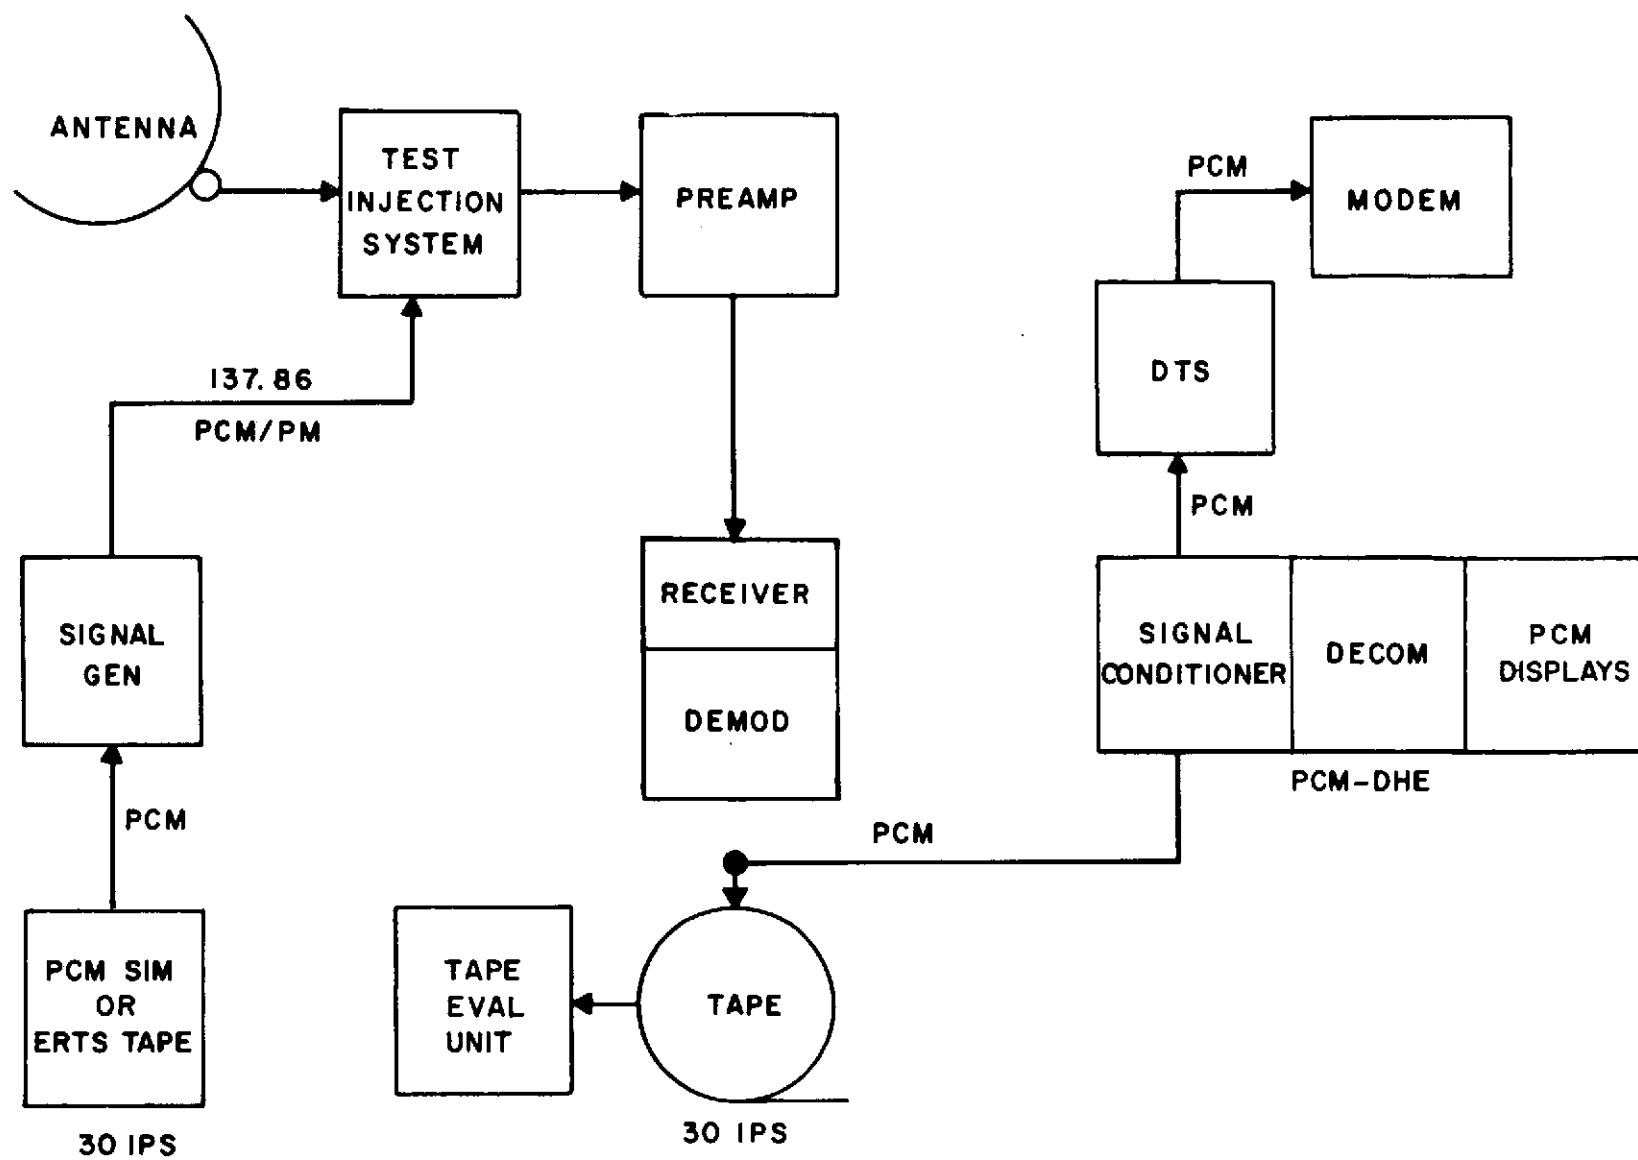 ANTENNA
TEST
INJECTION
SYSTEM
PREAMP
PCM
MODEM
DTS
137.86
PCM/PM
PCM
RECEIVER
SIGNAL
GEN
DEMOD
SIGNAL
CONDITIONER
DECOM
PCM
DISPLAYS
PCM-DHE
PCM
PCM
PCM SIM
OR
ERTS TAPE
TAPE
EVAL
UNIT
TAPE
30 IPS
30 IPS